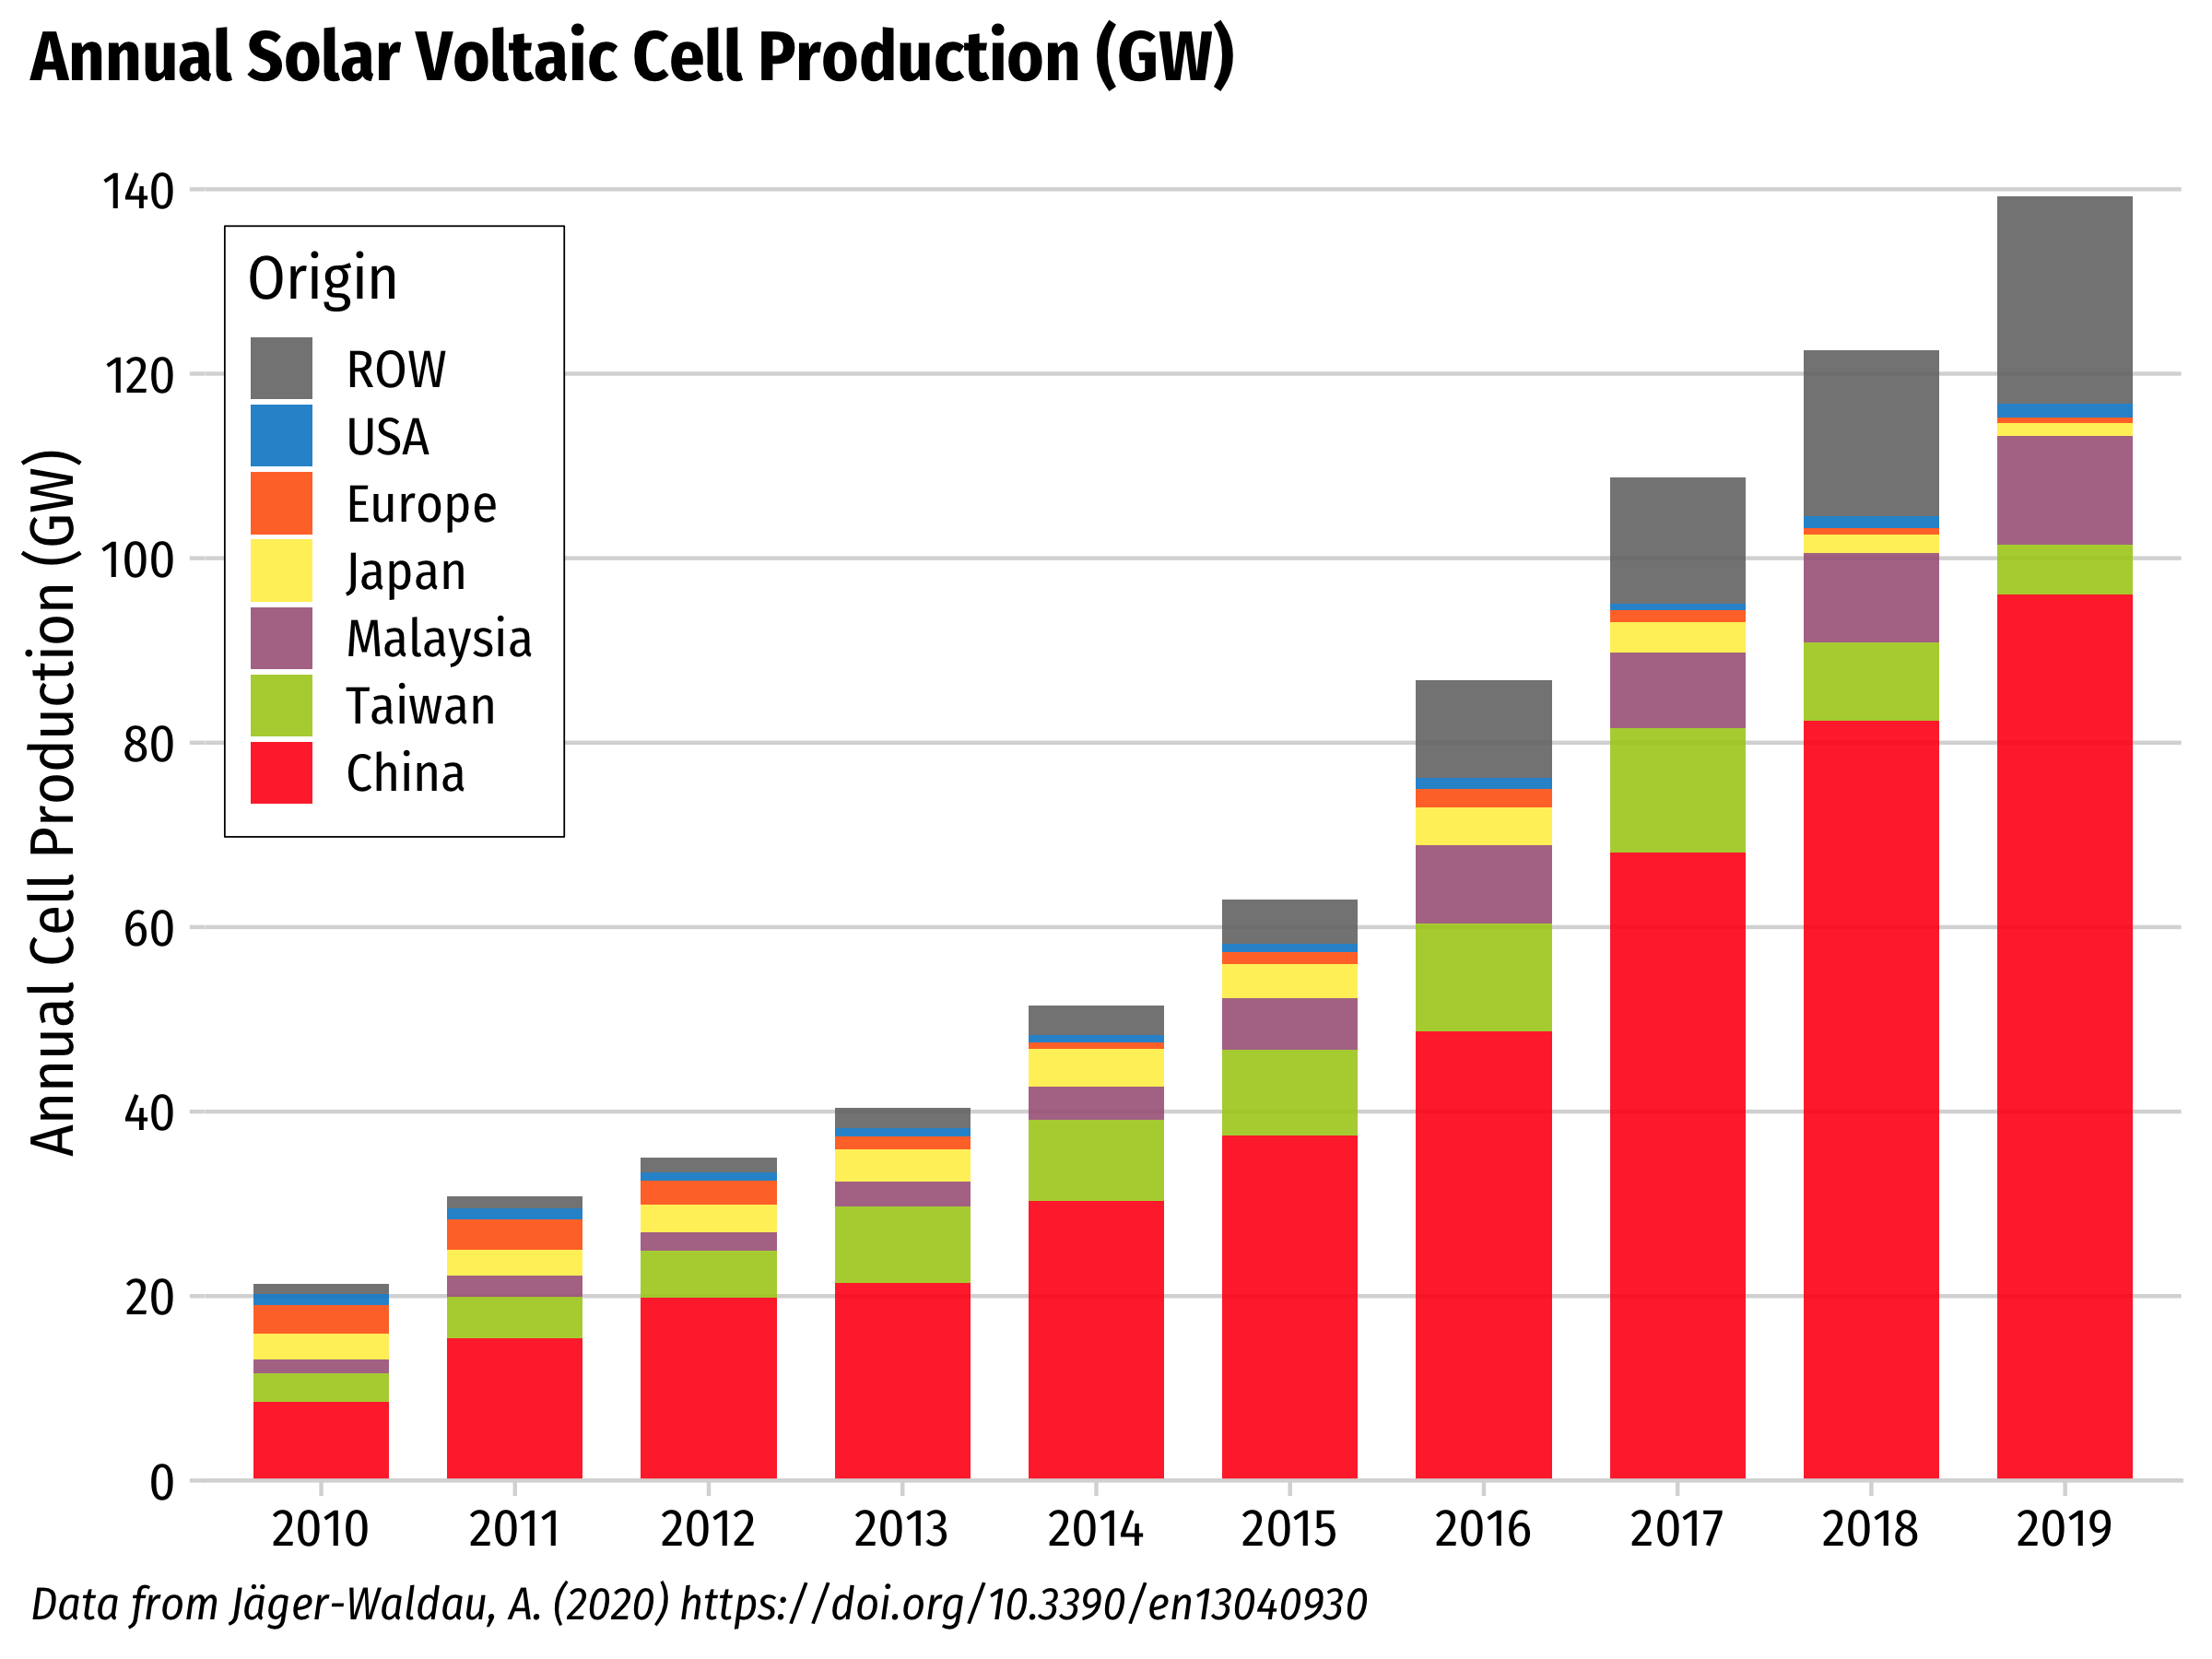 Annual Solar Voltaic Cell Production (GW)
Annual Cell Production (GW)
140
120
100
80
60
40
20
0
Origin
ROW
USA
Europe
Japan
Malaysia
Taiwan
China
2010 2011 2012 2013 2014 2015 2016 2017 2018 2019
Data from Jäger-Waldau, A. (2020) https://doi.org/10.3390/en13040930